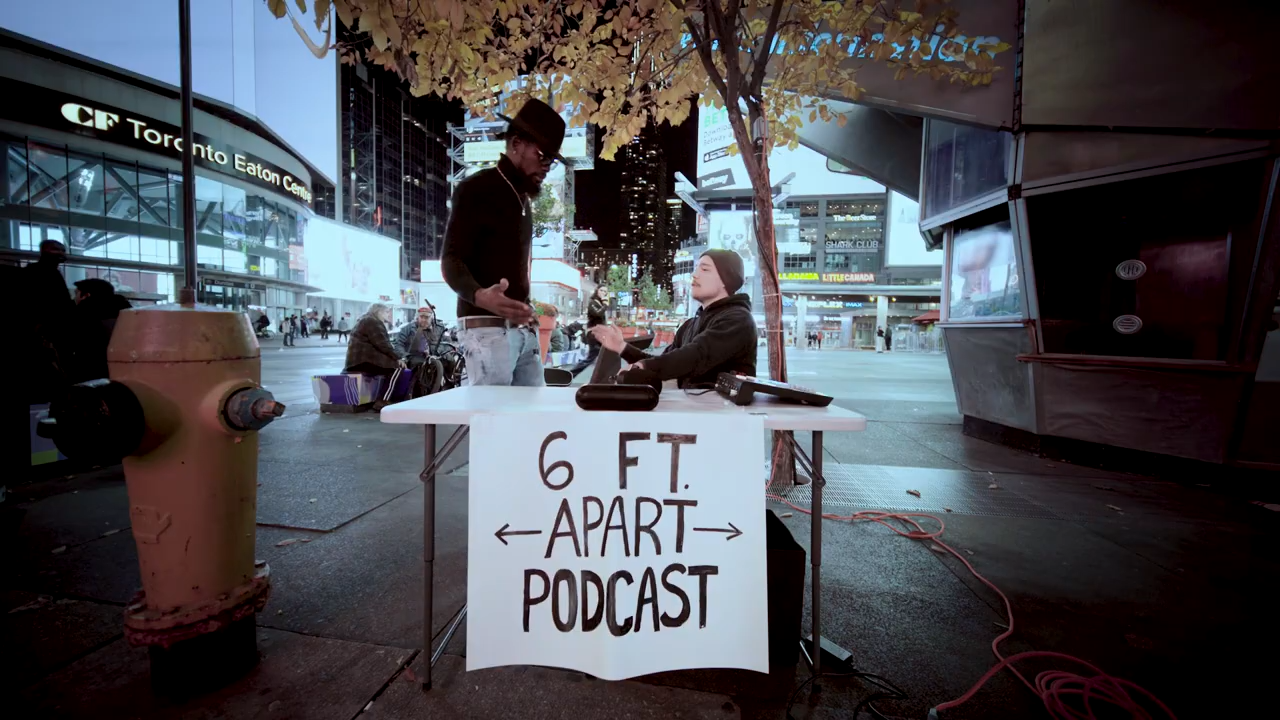 CF Toronto Eaton Centre
SHARK CLUB
LITTLE CANADA
6 FT.
←APART→
PODCAST